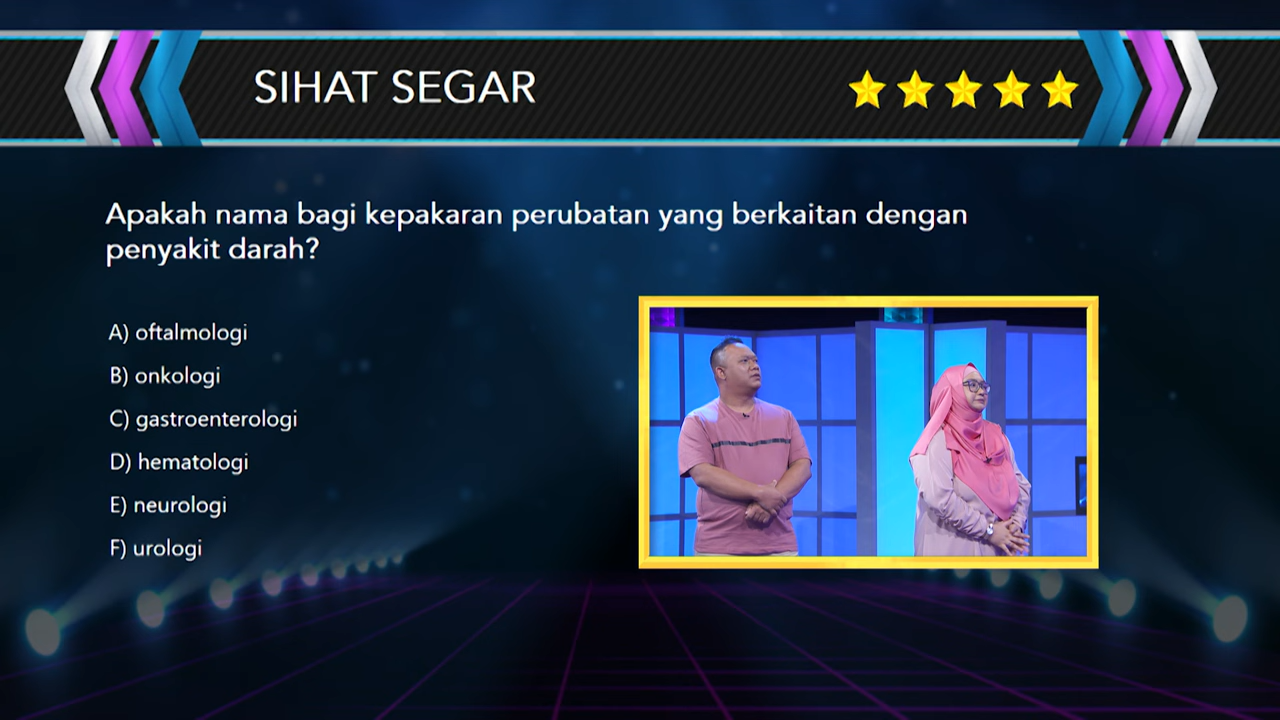 SIHAT SEGAR
Apakah nama bagi kepakaran perubatan yang berkaitan dengan
penyakit darah?
A) oftalmologi
B) onkologi
C) gastroenterologi
D) hematologi
E) neurologi
F) urologi